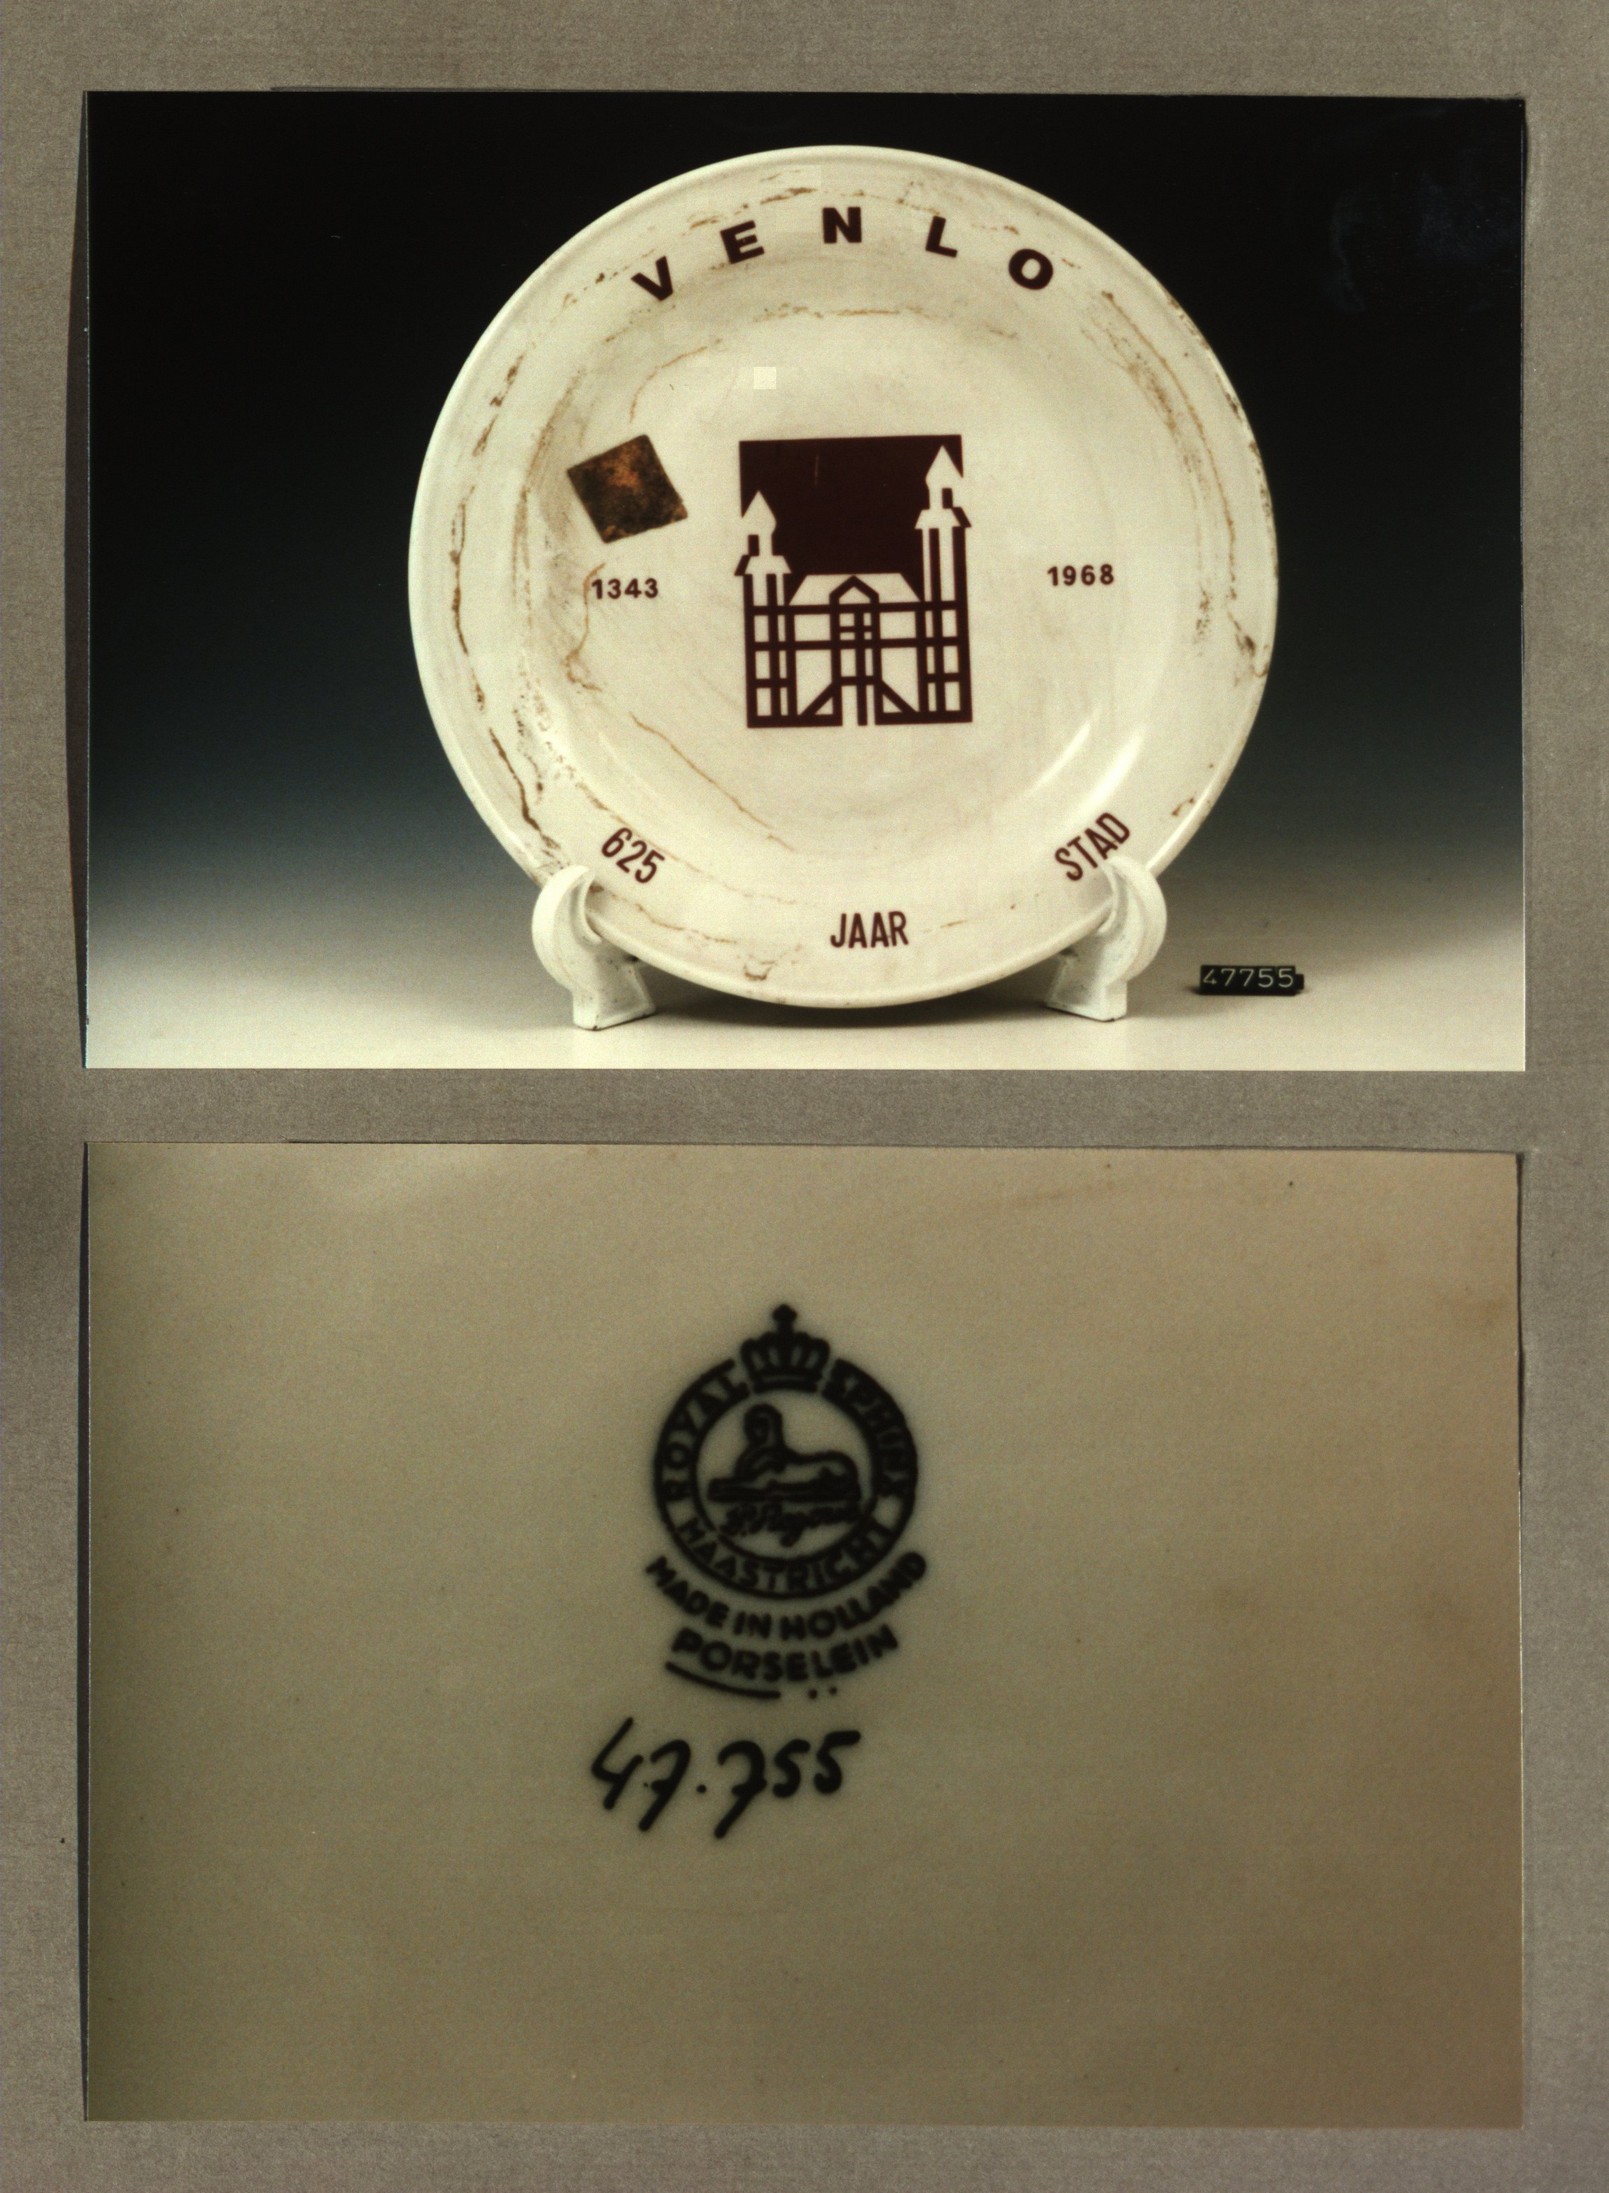 VENLO
1343
1968
625 JAAR STAD
47755
ROYAL SPHINX
MAASTRICHT
MADE IN HOLLAND
PORSELEIN
47.755